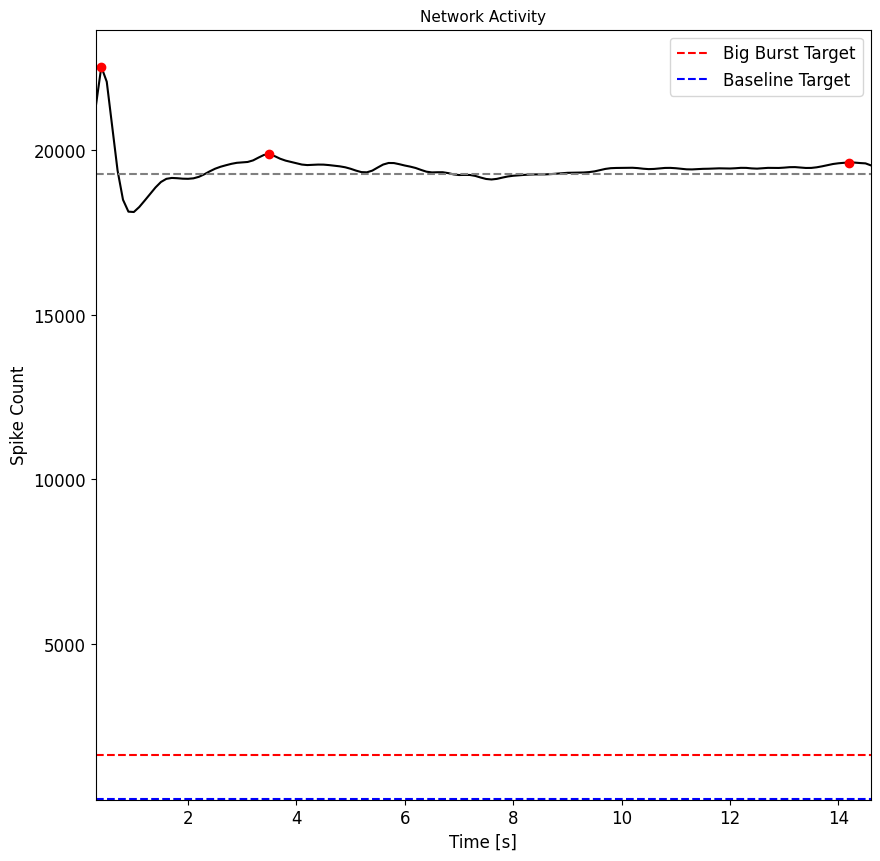 Network Activity
Big Burst Target
Baseline Target
20000
15000
10000
5000
Spike Count
2 4 6 8 10 12 14
Time [s]